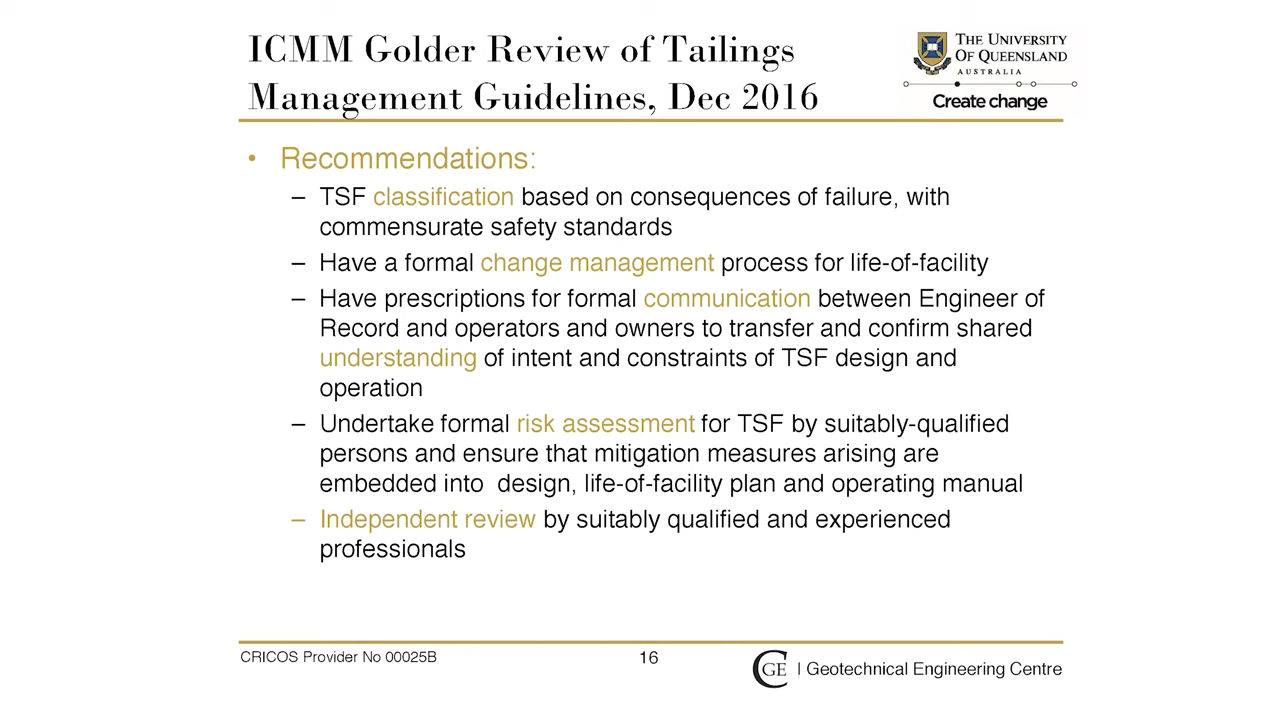 ICMM Golder Review of Tailings
Management Guidelines, Dec 2016
THE UNIVERSITY
OF QUEENSLAND
AUSTRALIA
Create change
• Recommendations:
– TSF classification based on consequences of failure, with
commensurate safety standards
– Have a formal change management process for life-of-facility
– Have prescriptions for formal communication between Engineer of
Record and operators and owners to transfer and confirm shared
understanding of intent and constraints of TSF design and
operation
– Undertake formal risk assessment for TSF by suitably-qualified
persons and ensure that mitigation measures arising are
embedded into  design, life-of-facility plan and operating manual
– Independent review by suitably qualified and experienced
professionals
CRICOS Provider No 00025B
16
CGE | Geotechnical Engineering Centre